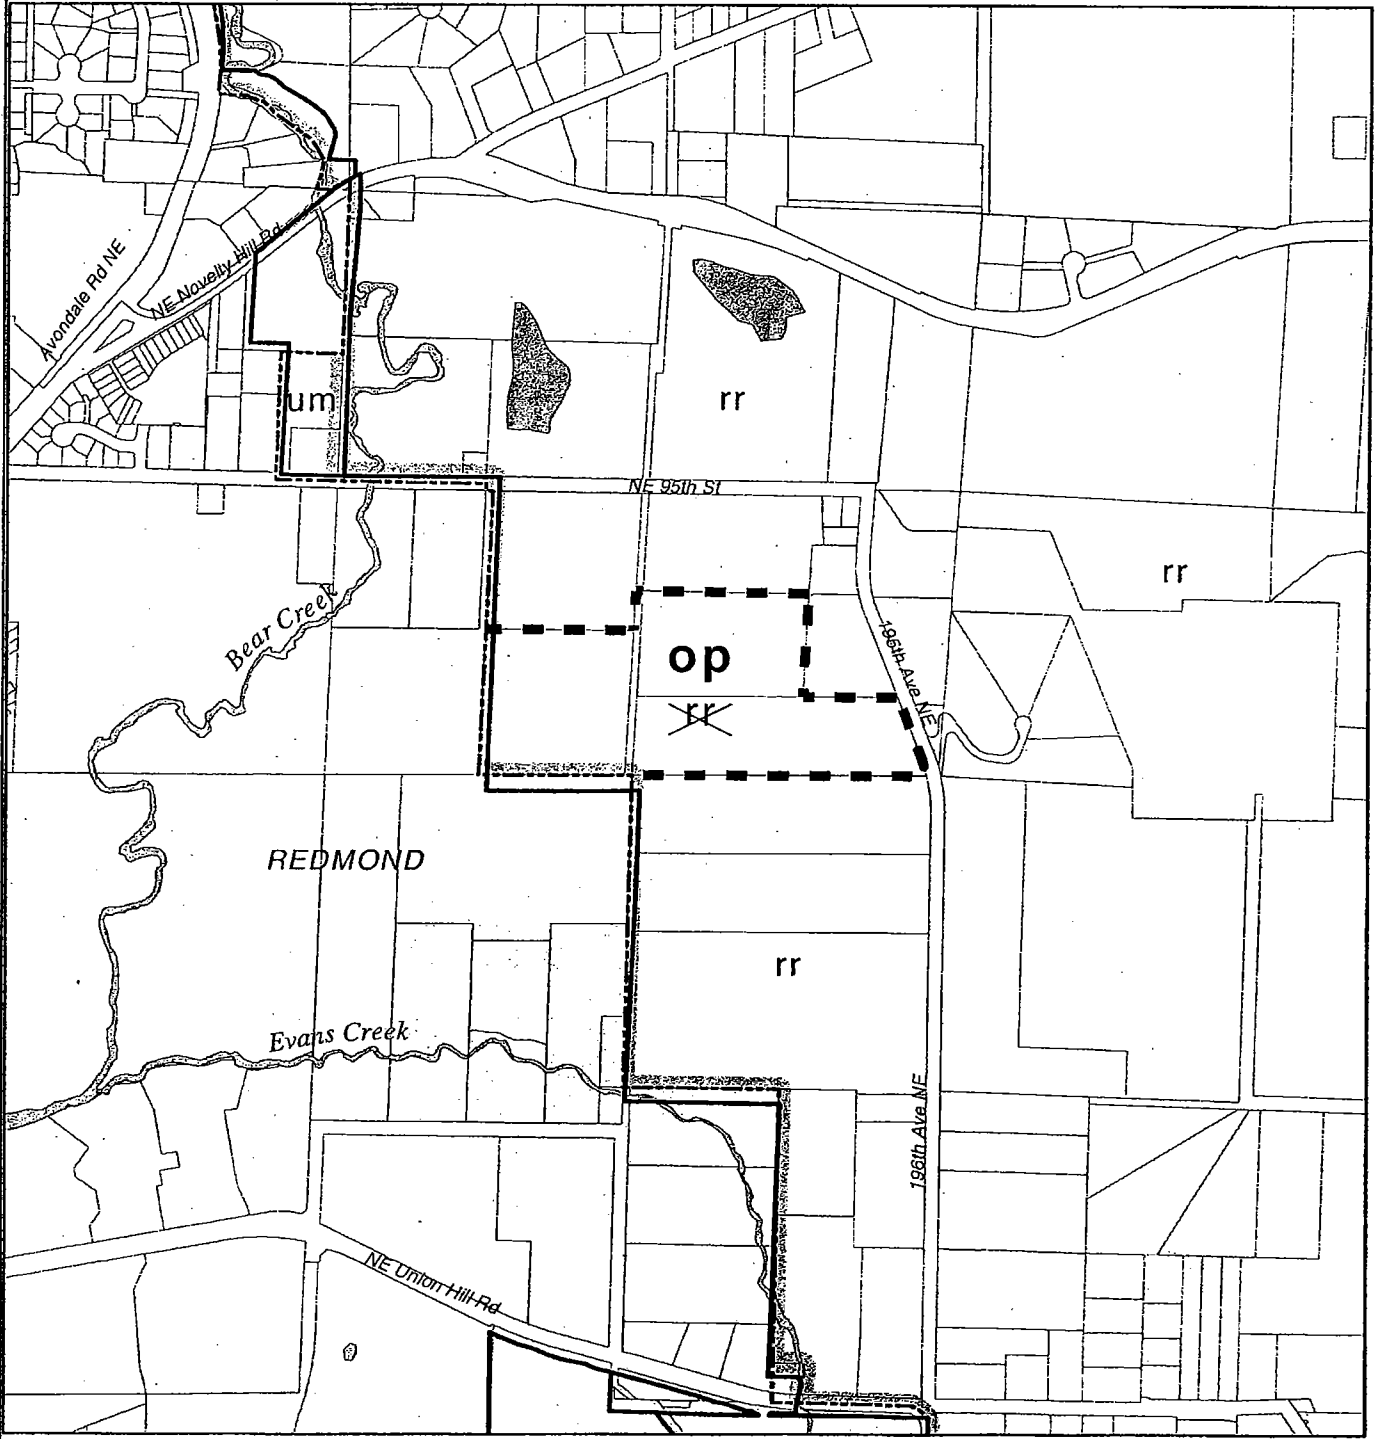 Avondale Rd NE
NE Novelty Hill Rd
um
rr
NE 95th St
rr
Bear Creek
op
rr
196th Ave NE
REDMOND
rr
Evans Creek
196th Ave NE
NE Union Hill Rd